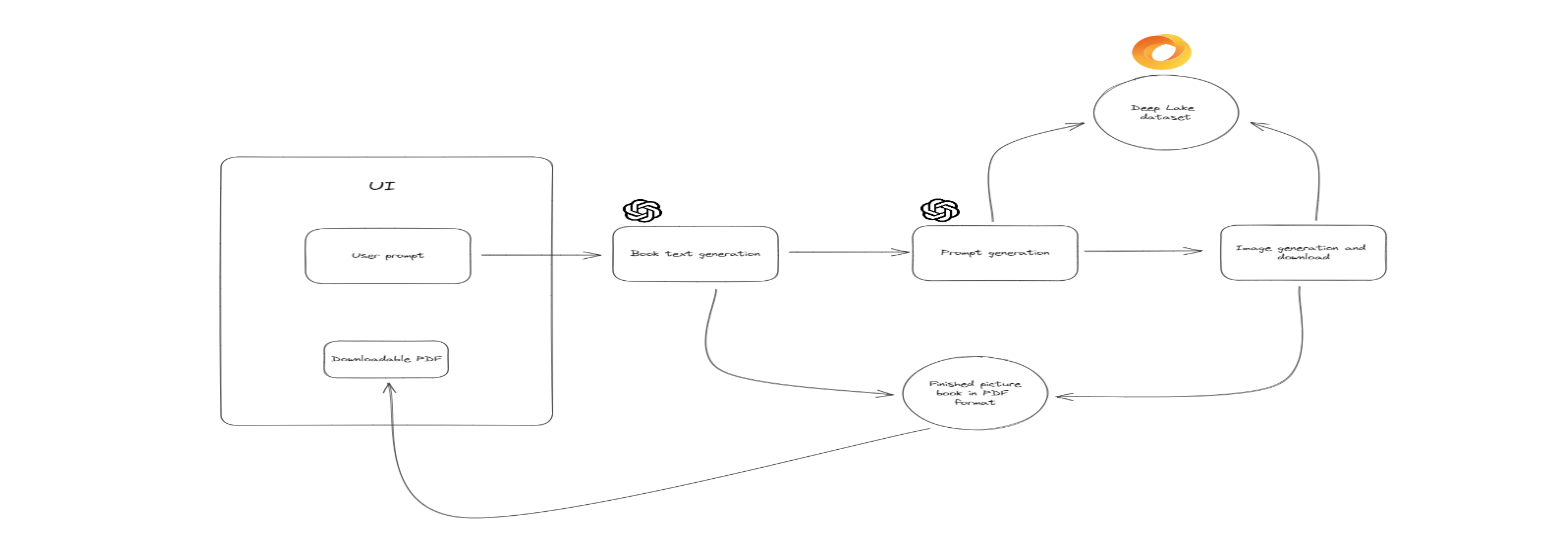 Deep Lake
dataset
UI
User prompt
Book text generation
Prompt generation
Image generation and
download
Downloadable PDF
Finished picture
book in PDF
format